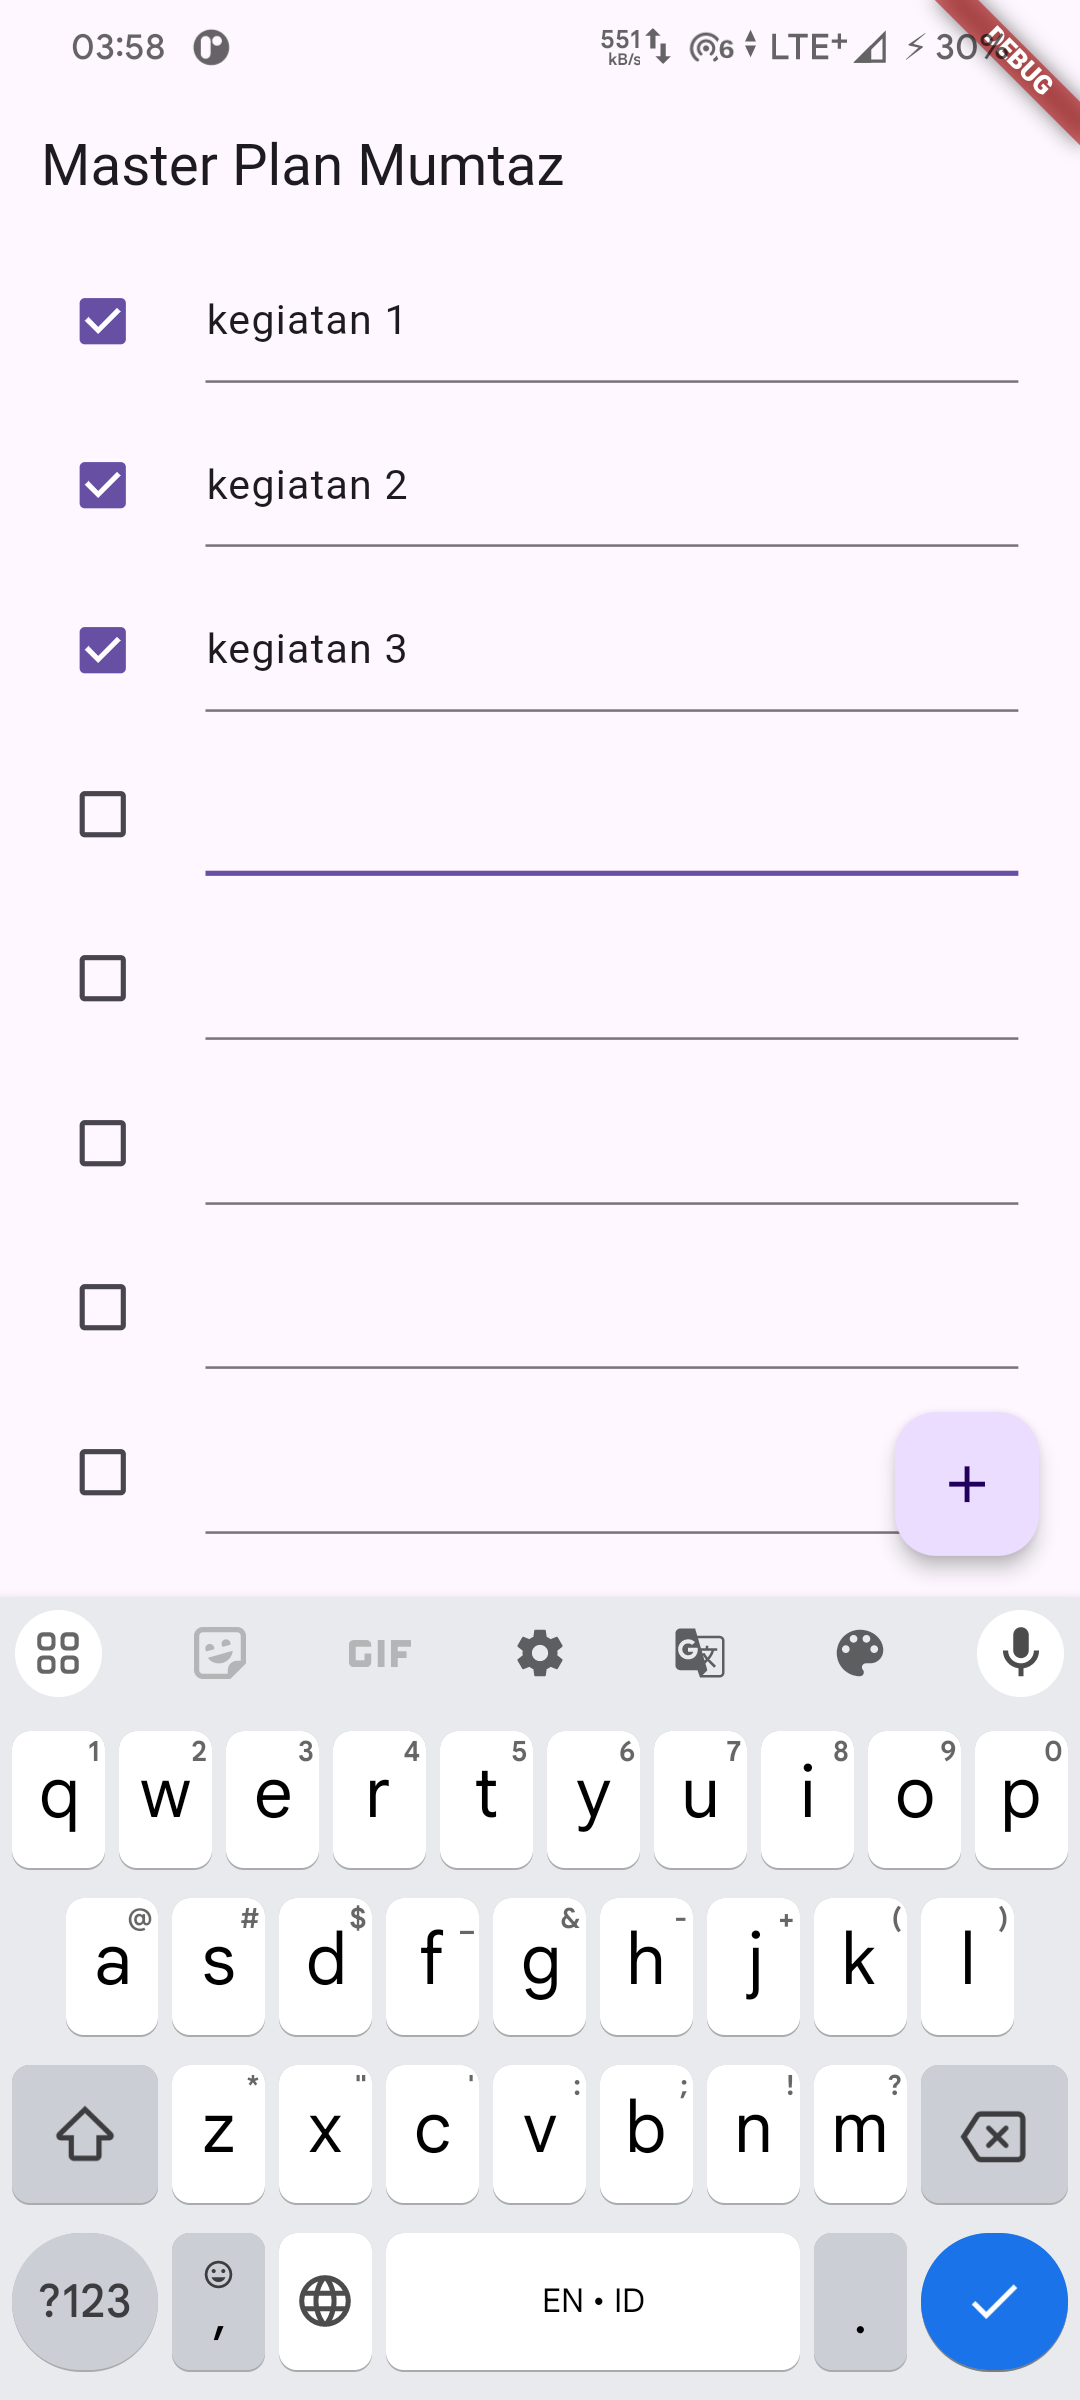 03:58 551 kB/s 6 LTE+ 30%
DEBUG
Master Plan Mumtaz
kegiatan 1
kegiatan 2
kegiatan 3
GIF G
1 2 3 4 5 6 7 8 9 0
q w e r t y u i o p
@ # $ _ & - + ( )
a s d f g h j k l
* " ' : ; ! ?
z x c v b n m
?123 , EN • ID .